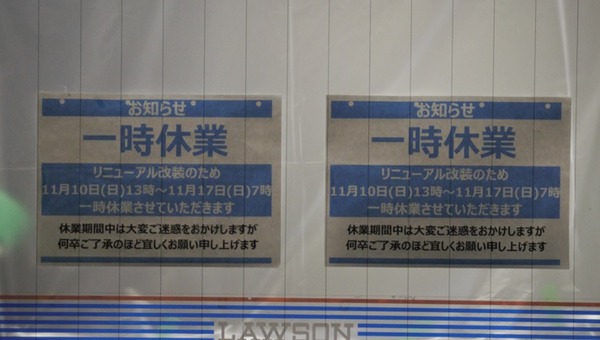 お知らせ
一時休業
リニューアル改装のため
11月10日(日)13時～11月17日(日)7時
一時休業させていただきます
休業期間中は大変ご迷惑をおかけしますが
何卒ご了承のほど宜しくお願い申し上げます
お知らせ
一時休業
リニューアル改装のため
11月10日(日)13時～11月17日(日)7時
一時休業させていただきます
休業期間中は大変ご迷惑をおかけしますが
何卒ご了承のほど宜しくお願い申し上げます
LAWSON